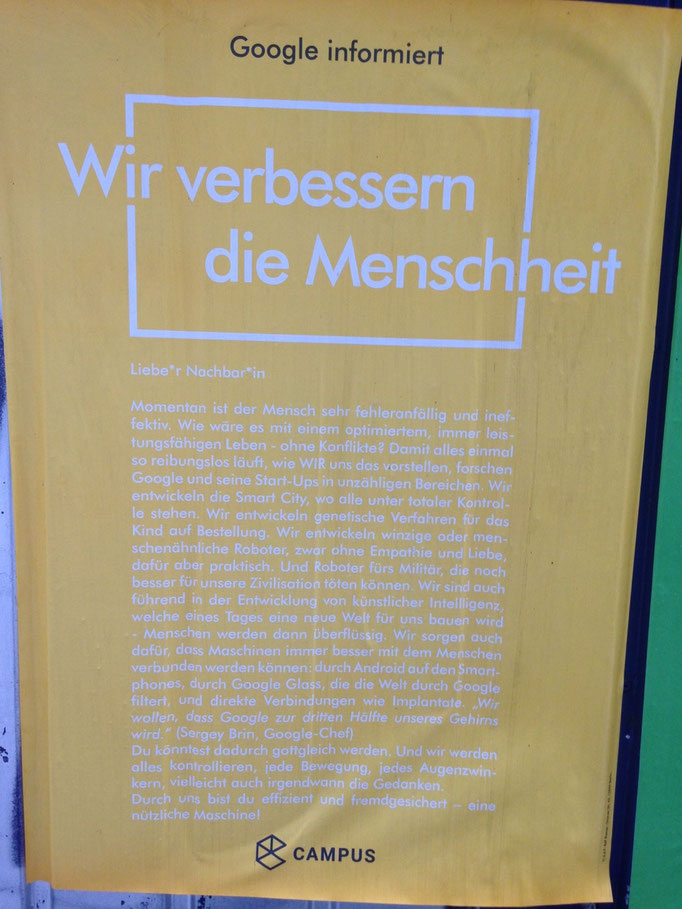 Google informiert
Wir verbessern
die Menschheit
Liebe*r Nachbar*in
Momentan ist der Mensch sehr fehleranfällig und inef-
fektiv. Wie wäre es mit einem optimiertem, immer leis-
tungsfähigen Leben - ohne Konflikte? Damit alles einmal
so reibungslos läuft, wie WIR uns das vorstellen, forschen
Google und seine Start-Ups in unzähligen Bereichen. Wir
entwickeln die Smart City, wo alle unter totaler Kontrol-
le stehen. Wir entwickeln genetische Verfahren für das
Kind auf Bestellung. Wir entwickeln winzige oder men-
schenähnliche Roboter, zwar ohne Empathie und Liebe,
dafür aber praktisch. Und Roboter fürs Militär, die noch
besser für unsere Zivilisation töten können. Wir sind auch
führend in der Entwicklung von künstlicher Intelligenz,
welche eines Tages eine neue Welt für uns bauen wird
- Menschen werden dann überflüssig. Wir sorgen auch
dafür, dass Maschinen immer besser mit dem Menschen
verbunden werden können: durch Android auf den Smart-
phones, durch Google Glass, die die Welt durch Google
filtert, und direkte Verbindungen wie Implantate. „Wir
wollen, dass Google zur dritten Hälfte unseres Gehirns
wird.“ (Sergey Brin, Google-Chef)
Du könntest dadurch gottgleich werden. Und wir werden
alles kontrollieren, jede Bewegung, jedes Augenzwin-
kern, vielleicht auch irgendwann die Gedanken.
Durch uns bist du effizient und fremdgesichert – eine
nützliche Maschine!
CAMPUS